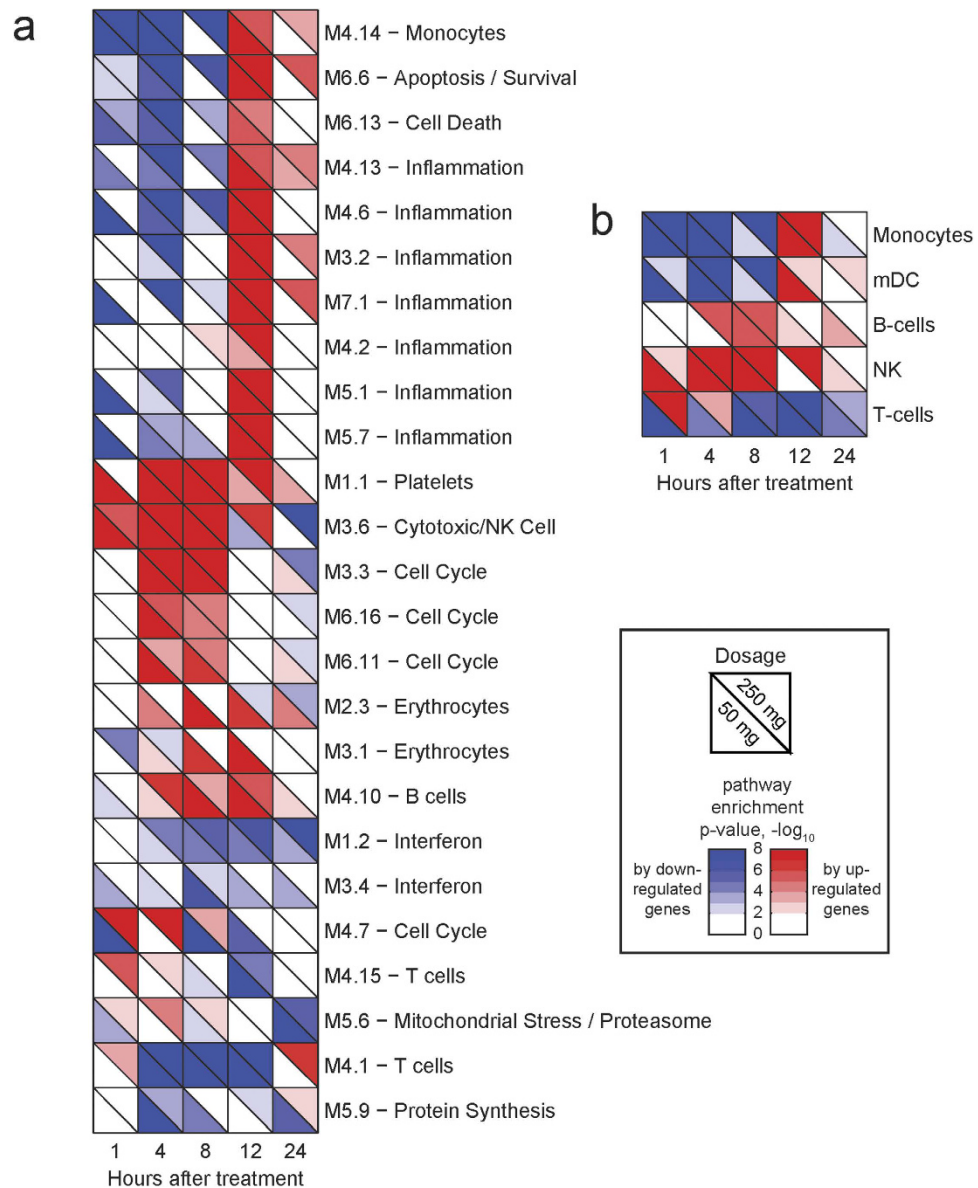 a
M4.14 − Monocytes
M6.6 − Apoptosis / Survival
M6.13 − Cell Death
M4.13 − Inflammation
M4.6 − Inflammation
M3.2 − Inflammation
M7.1 − Inflammation
M4.2 − Inflammation
M5.1 − Inflammation
M5.7 − Inflammation
M1.1 − Platelets
M3.6 − Cytotoxic/NK Cell
M3.3 − Cell Cycle
M6.16 − Cell Cycle
M6.11 − Cell Cycle
M2.3 − Erythrocytes
M3.1 − Erythrocytes
M4.10 − B cells
M1.2 − Interferon
M3.4 − Interferon
M4.7 − Cell Cycle
M4.15 − T cells
M5.6 − Mitochondrial Stress / Proteasome
M4.1 − T cells
M5.9 − Protein Synthesis
1 4 8 12 24
Hours after treatment
b
Monocytes
mDC
B-cells
NK
T-cells
1 4 8 12 24
Hours after treatment
Dosage
250 mg
50 mg
pathway
enrichment
p-value, -log10
by down-
regulated
genes
8
6
4
2
0
by up-
regulated
genes